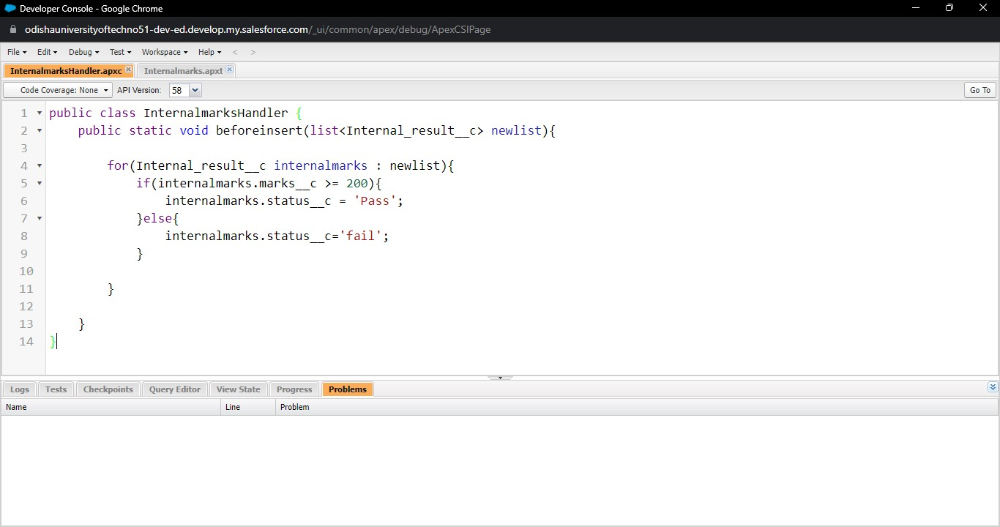 Developer Console - Google Chrome
odishauniversityoftechno51-dev-ed.develop.my.salesforce.com/_ui/common/apex/debug/ApexCSIPage
File Edit Debug Test Workspace Help < >
InternalmarksHandler.apxc Internalmarks.apxt
Code Coverage: None API Version: 58 Go To
1 public class InternalmarksHandler {
2 public static void beforeinsert(list<Internal_result__c> newlist){
3
4 for(Internal_result__c internalmarks : newlist){
5 if(internalmarks.marks__c >= 200){
6 internalmarks.status__c = 'Pass';
7 }else{
8 internalmarks.status__c='fail';
9 }
10
11 }
12
13 }
14 }
Logs Tests Checkpoints Query Editor View State Progress Problems
Name Line Problem